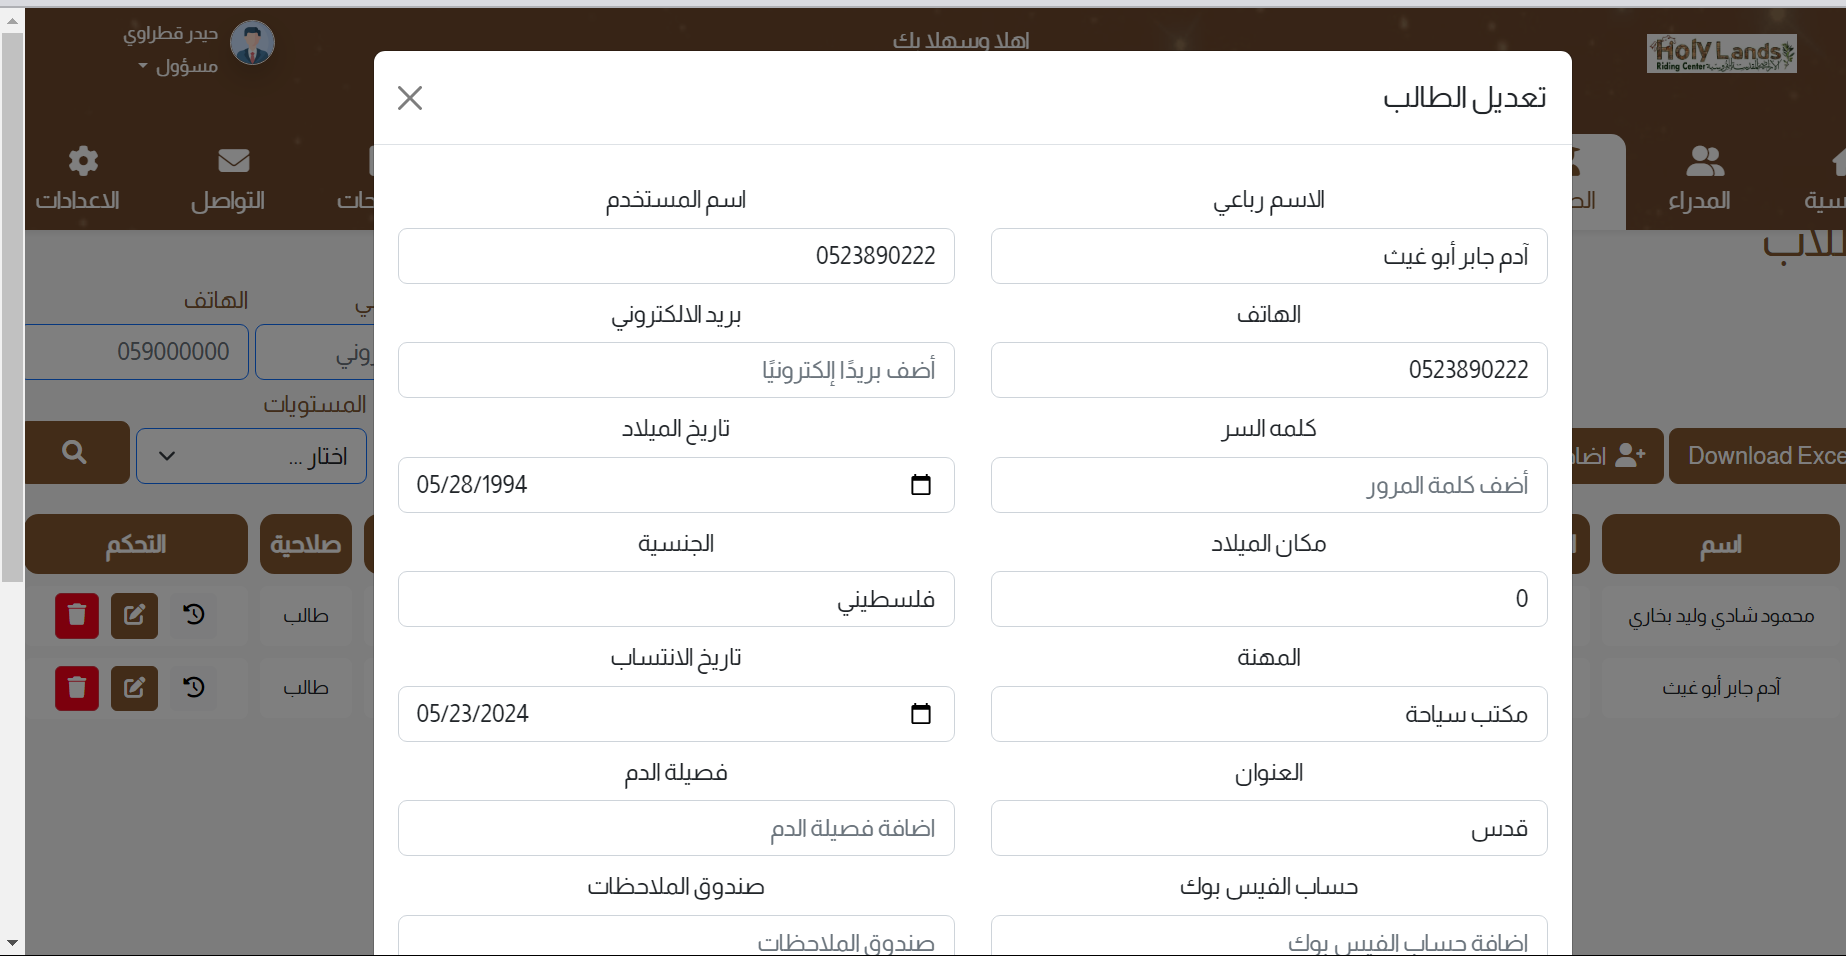 Holy Lands
Riding Center
اهلا وسهلا بك
حيدر قطراوي
مسؤول
المدراء
التواصل
الاعدادات
الهاتف
059000000
المستويات
اختار ...
Download Exce
اسم
صلاحية
التحكم
محمود شادي وليد بخاري
طالب
آدم جابر أبو غيث
طالب
تعديل الطالب
الاسم رباعي
اسم المستخدم
آدم جابر أبو غيث
0523890222
الهاتف
بريد الالكتروني
0523890222
أضف بريدًا إلكترونيًا
كلمه السر
تاريخ الميلاد
أضف كلمة المرور
05/28/1994
مكان الميلاد
الجنسية
0
فلسطيني
المهنة
تاريخ الانتساب
مكتب سياحة
05/23/2024
العنوان
فصيلة الدم
قدس
اضافة فصيلة الدم
حساب الفيس بوك
صندوق الملاحظات
اضافة حساب الفيس بوك
صندوق الملاحظات